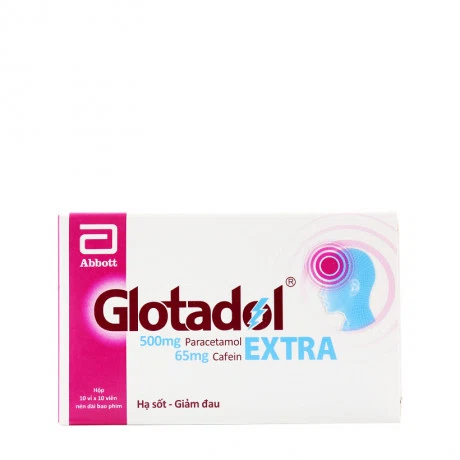 Abbott
Glotadol®
500mg Paracetamol
65mg Cafein EXTRA
Hộp
10 vỉ x 10 viên
nén dài bao phim
Hạ sốt - Giảm đau